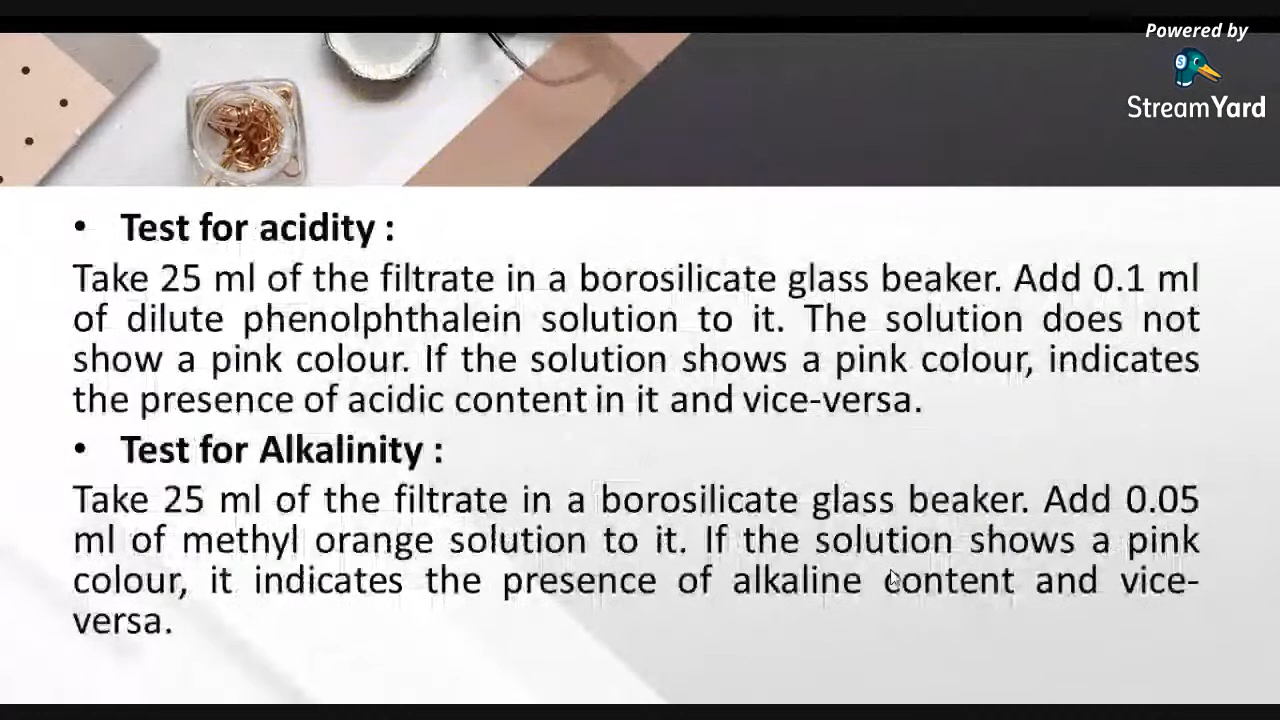 Powered by
StreamYard
• Test for acidity :
Take 25 ml of the filtrate in a borosilicate glass beaker. Add 0.1 ml
of dilute phenolphthalein solution to it. The solution does not
show a pink colour. If the solution shows a pink colour, indicates
the presence of acidic content in it and vice-versa.
• Test for Alkalinity :
Take 25 ml of the filtrate in a borosilicate glass beaker. Add 0.05
ml of methyl orange solution to it. If the solution shows a pink
colour, it indicates the presence of alkaline content and vice-
versa.